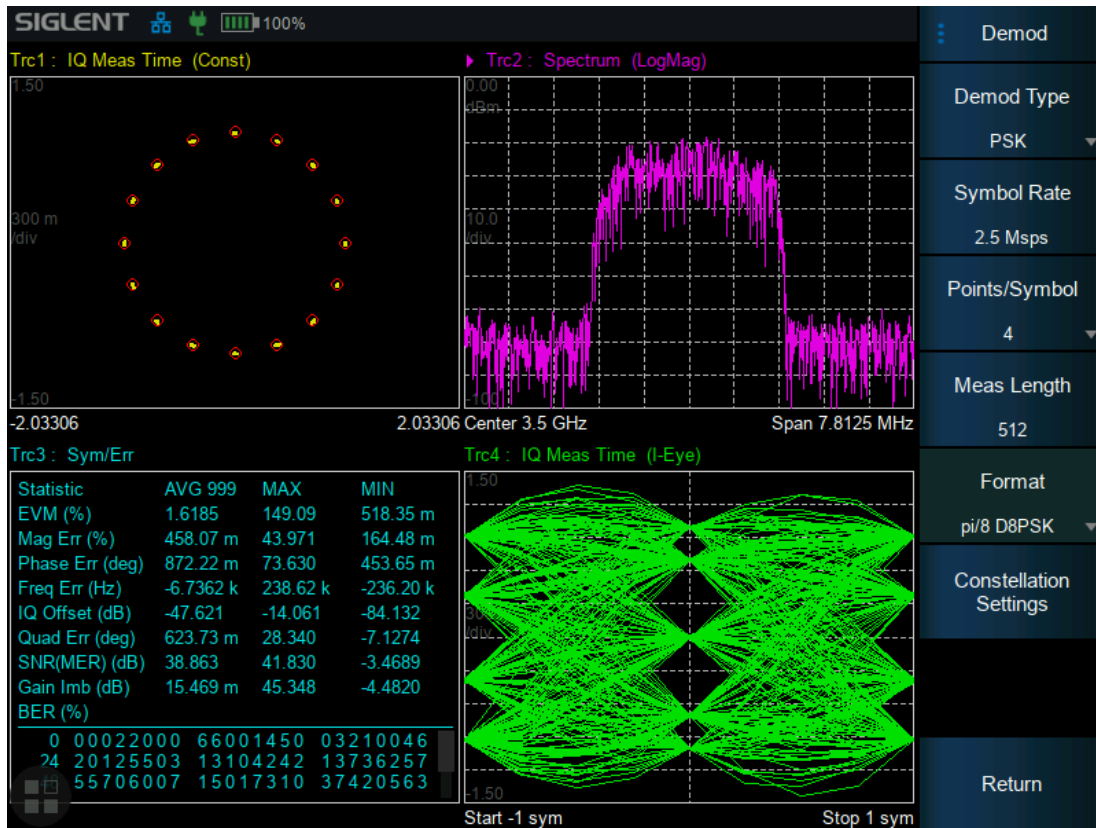 SIGLENT 100%
Trc1 : IQ Meas Time (Const)
1.50
300 m
/div
-1.50
-2.03306 2.03306
Trc2 : Spectrum (LogMag)
0.00
dBm
10.0
/div
-100
Center 3.5 GHz Span 7.8125 MHz
Trc3 : Sym/Err
Statistic AVG 999 MAX MIN
EVM (%) 1.6185 149.09 518.35 m
Mag Err (%) 458.07 m 43.971 164.48 m
Phase Err (deg) 872.22 m 73.630 453.65 m
Freq Err (Hz) -6.7362 k 238.62 k -236.20 k
IQ Offset (dB) -47.621 -14.061 -84.132
Quad Err (deg) 623.73 m 28.340 -7.1274
SNR(MER) (dB) 38.863 41.830 -3.4689
Gain Imb (dB) 15.469 m 45.348 -4.4820
BER (%)
0 00022000 66001450 03210046
24 20125503 13104242 13736257
55706007 15017310 37420563
Trc4 : IQ Meas Time (I-Eye)
1.50
/div
-1.50
Start -1 sym Stop 1 sym
Demod
Demod Type
PSK
Symbol Rate
2.5 Msps
Points/Symbol
4
Meas Length
512
Format
pi/8 D8PSK
Constellation
Settings
Return